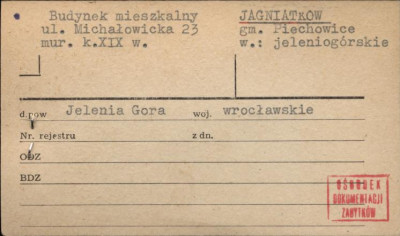 Budynek mieszkalny
ul. Michałowicka 23
mur. k.XIX w.
JAGNIATKÓW
gm. Piechowice
w.: jeleniogórskie
d.pow Jelenia Gora woj. wrocławskie
Nr. rejestru z dn.
ODZ
BDZ
OŚRODEK
DOKUMENTACJI
ZABYTKÓW